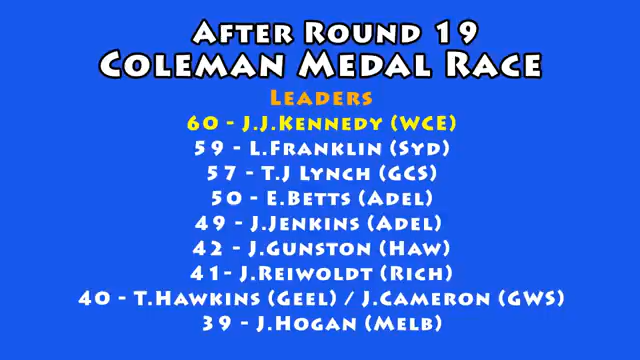 After Round 19
Coleman Medal Race
Leaders
60 - J.J.Kennedy (WCE)
59 - L.Franklin (Syd)
57 - T.J Lynch (GCS)
50 - E.Betts (Adel)
49 - J.Jenkins (Adel)
42 - J.Gunston (Haw)
41- J.Reiwoldt (Rich)
40 - T.Hawkins (Geel) / J.Cameron (GWS)
39 - J.Hogan (Melb)